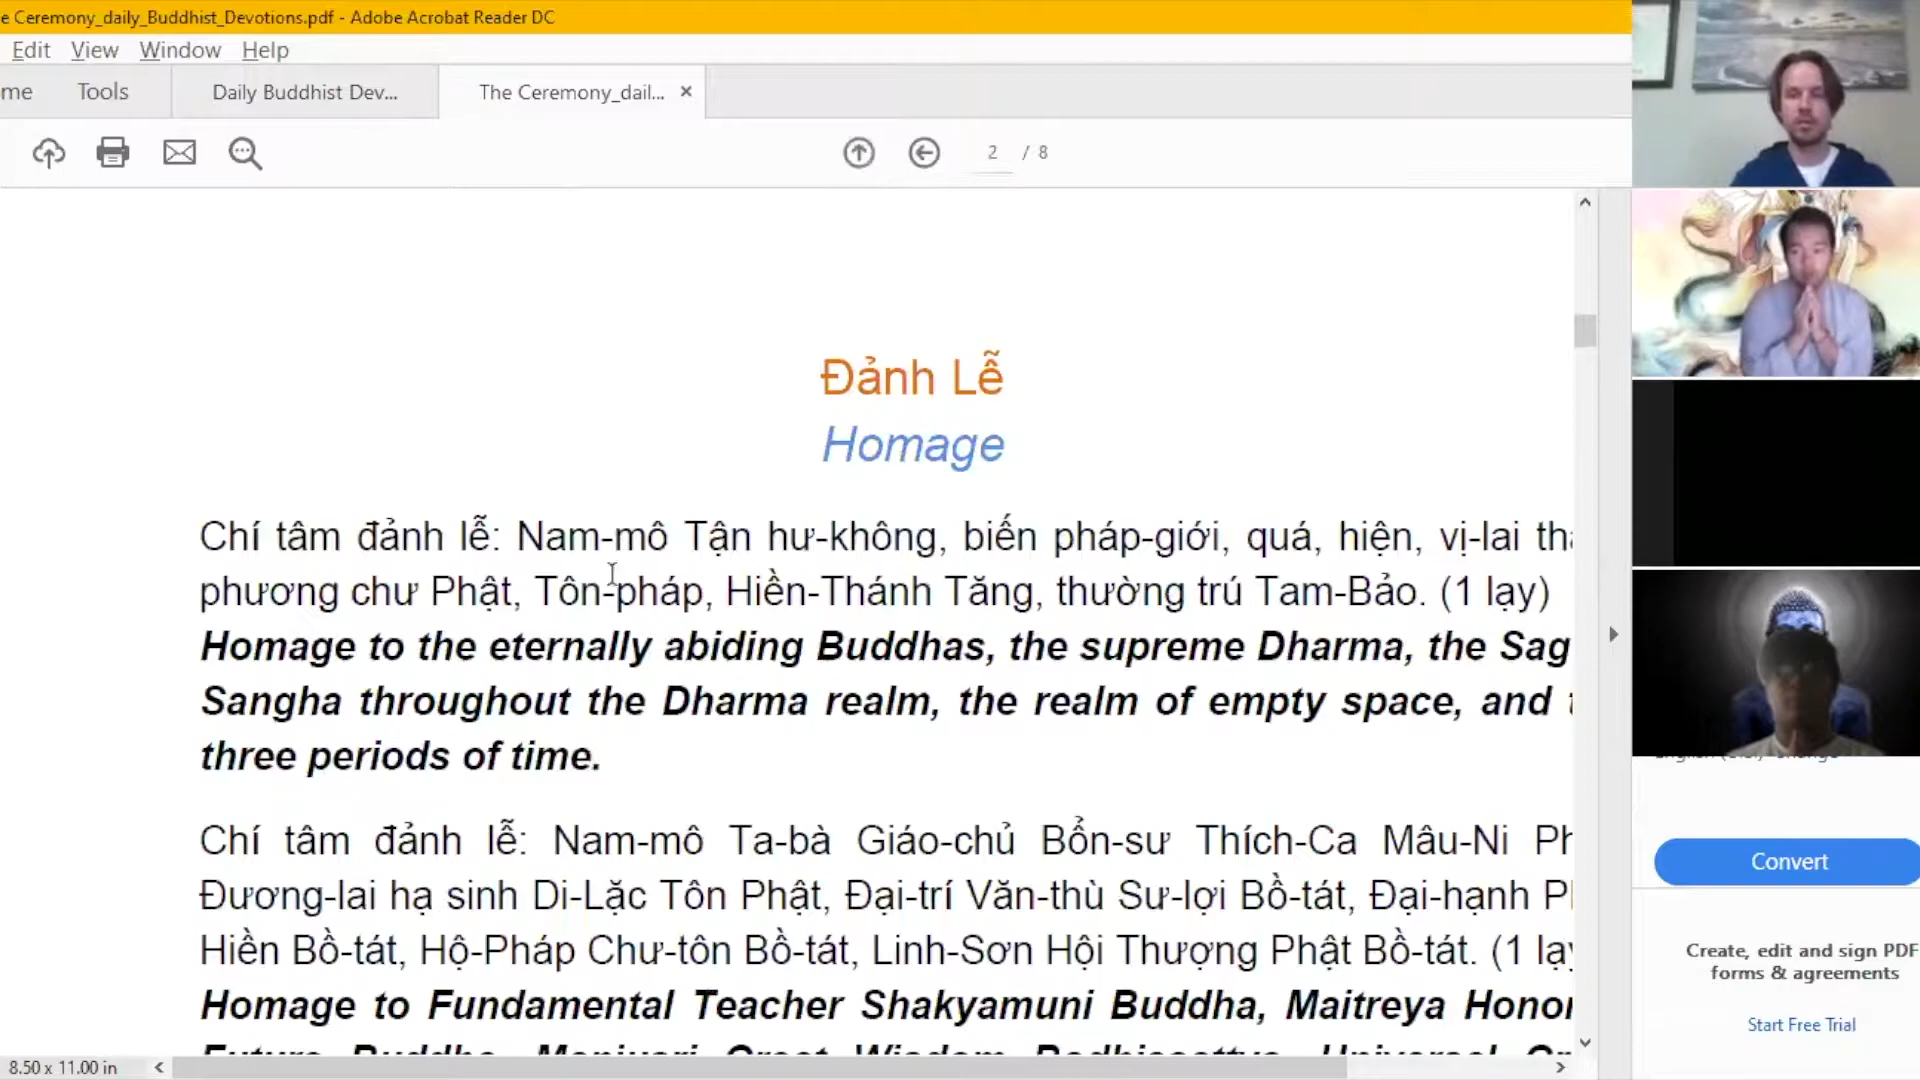 e Ceremony_daily_Buddhist_Devotions.pdf - Adobe Acrobat Reader DC
Edit View Window Help
me Tools Daily Buddhist Dev... The Ceremony_dail... ×
2 / 8
Đảnh Lễ
Homage
Chí tâm đảnh lễ: Nam-mô Tận hư-không, biến pháp-giới, quá, hiện, vị-lai
phương chư Phật, Tôn-pháp, Hiền-Thánh Tăng, thường trú Tam-Bảo. (1 lạy)
Homage to the eternally abiding Buddhas, the supreme Dharma, the Sag
Sangha throughout the Dharma realm, the realm of empty space, and
three periods of time.
Chí tâm đảnh lễ: Nam-mô Ta-bà Giáo-chủ Bổn-sư Thích-Ca Mâu-Ni
Đương-lai hạ sinh Di-Lặc Tôn Phật, Đại-trí Văn-thù Sư-lợi Bồ-tát, Đại-hạnh
Hiền Bồ-tát, Hộ-Pháp Chư-tôn Bồ-tát, Linh-Sơn Hội Thượng Phật Bồ-tát. (1 lạy
Homage to Fundamental Teacher Shakyamuni Buddha, Maitreya Honor
8.50 x 11.00 in
Convert
Create, edit and sign PDF
forms & agreements
Start Free Trial